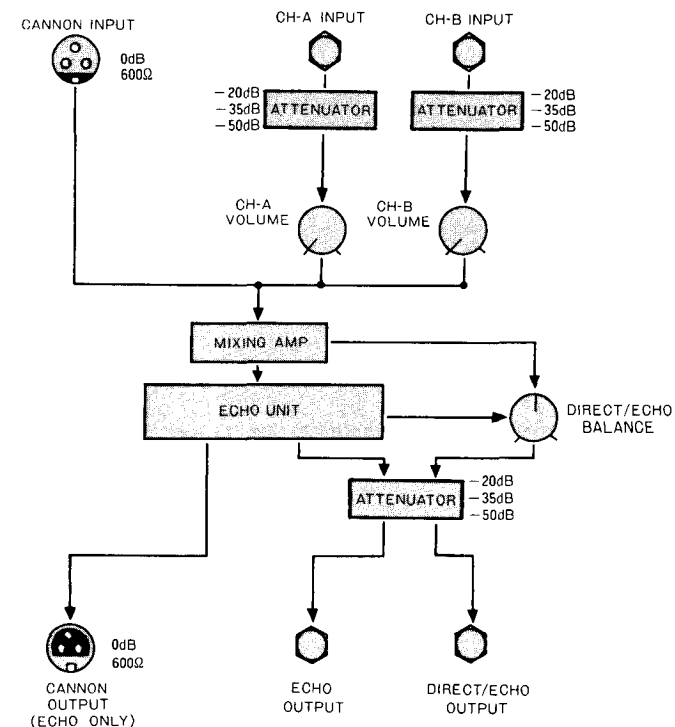 CANNON INPUT
0dB
600Ω
CH-A INPUT
CH-B INPUT
-20dB
-35dB
-50dB
ATTENUATOR
ATTENUATOR
-20dB
-35dB
-50dB
CH-A
VOLUME
CH-B
VOLUME
MIXING AMP
ECHO UNIT
DIRECT/ECHO
BALANCE
ATTENUATOR
-20dB
-35dB
-50dB
0dB
600Ω
CANNON
OUTPUT
(ECHO ONLY)
ECHO
OUTPUT
DIRECT/ECHO
OUTPUT